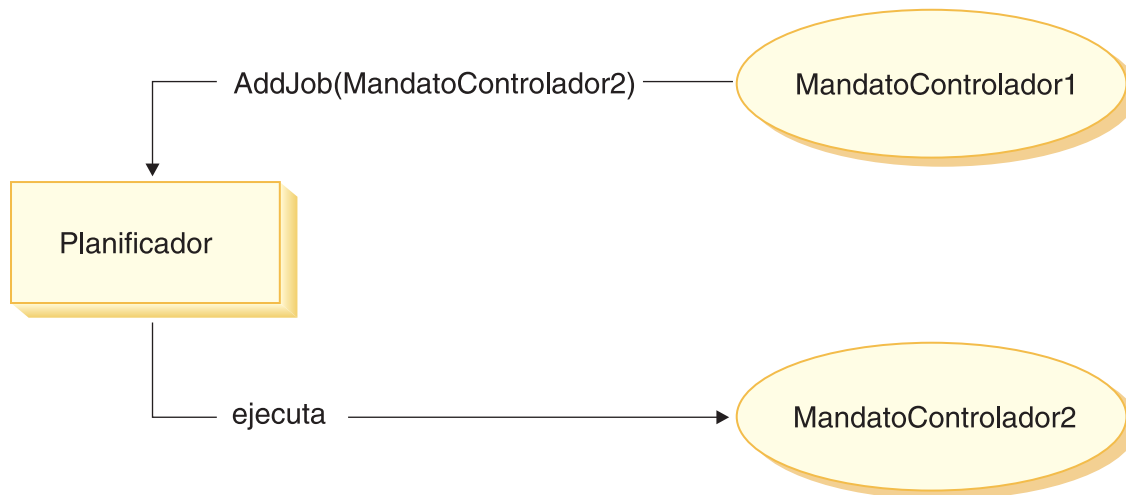 AddJob(MandatoControlador2)
MandatoControlador1
Planificador
ejecuta
MandatoControlador2